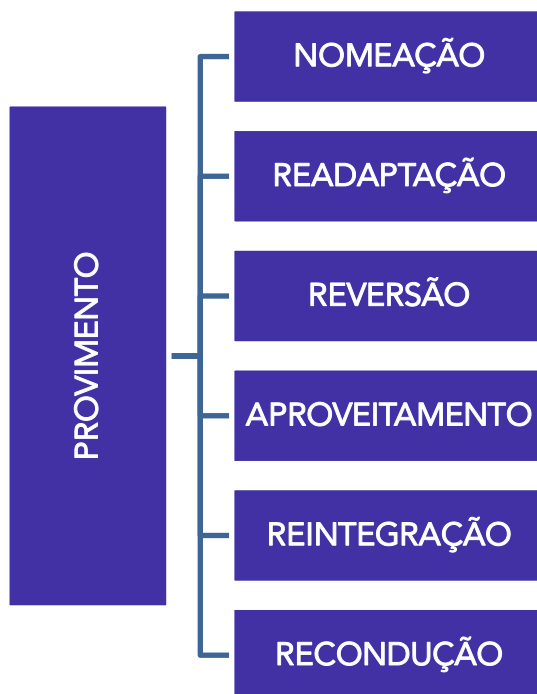 PROVIMENTO
NOMEAÇÃO
READAPTAÇÃO
REVERSÃO
APROVEITAMENTO
REINTEGRAÇÃO
RECONDUÇÃO